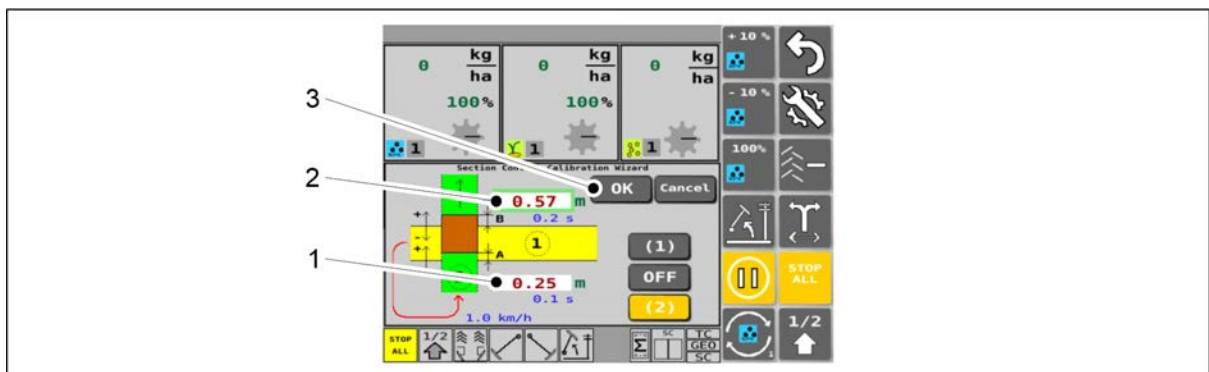 + 10 %
0 kg/ha
0 kg/ha
0 kg/ha
100%
100%
1
1
1
- 10 %
100%
3
2
1
Section Control Calibration Wizard
OK
Cancel
0.57 m
0.2 s
B
+
-
+
1
A
0.25 m
0.1 s
1.0 km/h
(1)
OFF
(2)
STOP ALL
1/2
1
STOP ALL
1/2
Σ
SC
TC
GEO
SC